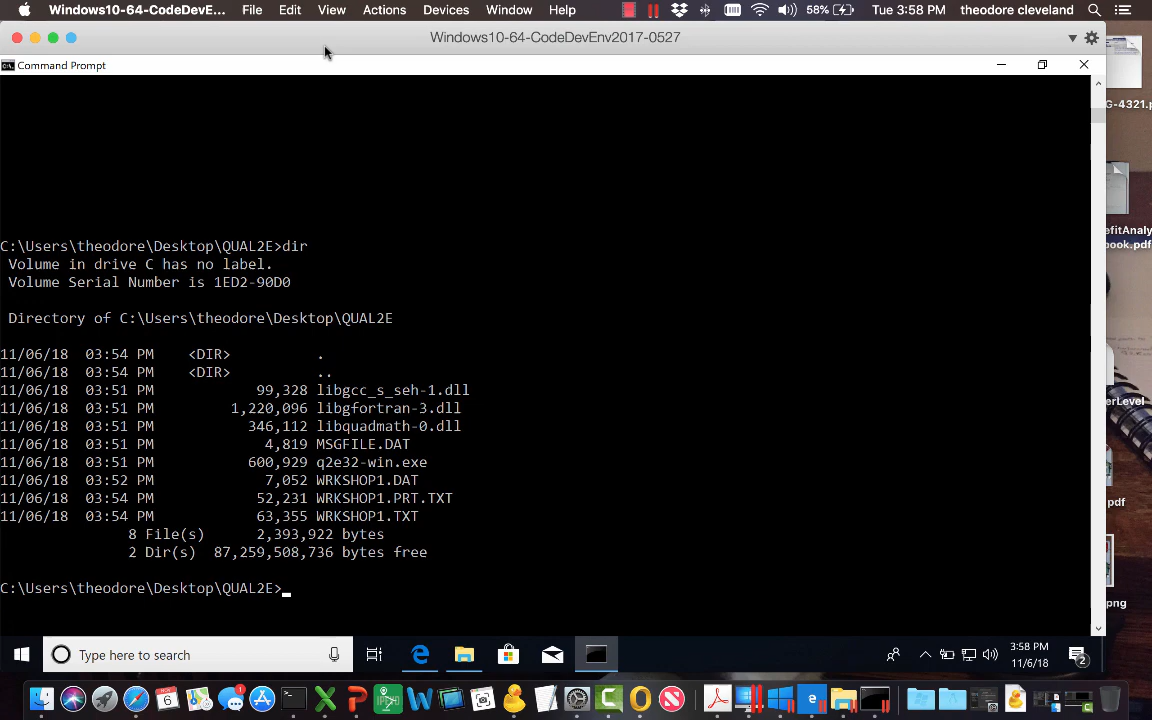 Windows10-64-CodeDevE... File Edit View Actions Devices Window Help 58% Tue 3:58 PM theodore cleveland
Windows10-64-CodeDevEnv2017-0527
Command Prompt
G-4321.p
C:\Users\theodore\Desktop\QUAL2E>dir
Volume in drive C has no label.
Volume Serial Number is 1ED2-90D0
Directory of C:\Users\theodore\Desktop\QUAL2E
11/06/18 03:54 PM <DIR> .
11/06/18 03:54 PM <DIR> ..
11/06/18 03:51 PM 99,328 libgcc_s_seh-1.dll
11/06/18 03:51 PM 1,220,096 libgfortran-3.dll
11/06/18 03:51 PM 346,112 libquadmath-0.dll
11/06/18 03:51 PM 4,819 MSGFILE.DAT
11/06/18 03:51 PM 600,929 q2e32-win.exe
11/06/18 03:52 PM 7,052 WRKSHOP1.DAT
11/06/18 03:54 PM 52,231 WRKSHOP1.PRT.TXT
11/06/18 03:54 PM 63,355 WRKSHOP1.TXT
8 File(s) 2,393,922 bytes
2 Dir(s) 87,259,508,736 bytes free
C:\Users\theodore\Desktop\QUAL2E>
efitAnaly
book.pdf
erLevel
pdf
png
Type here to search
3:58 PM
11/6/18
2